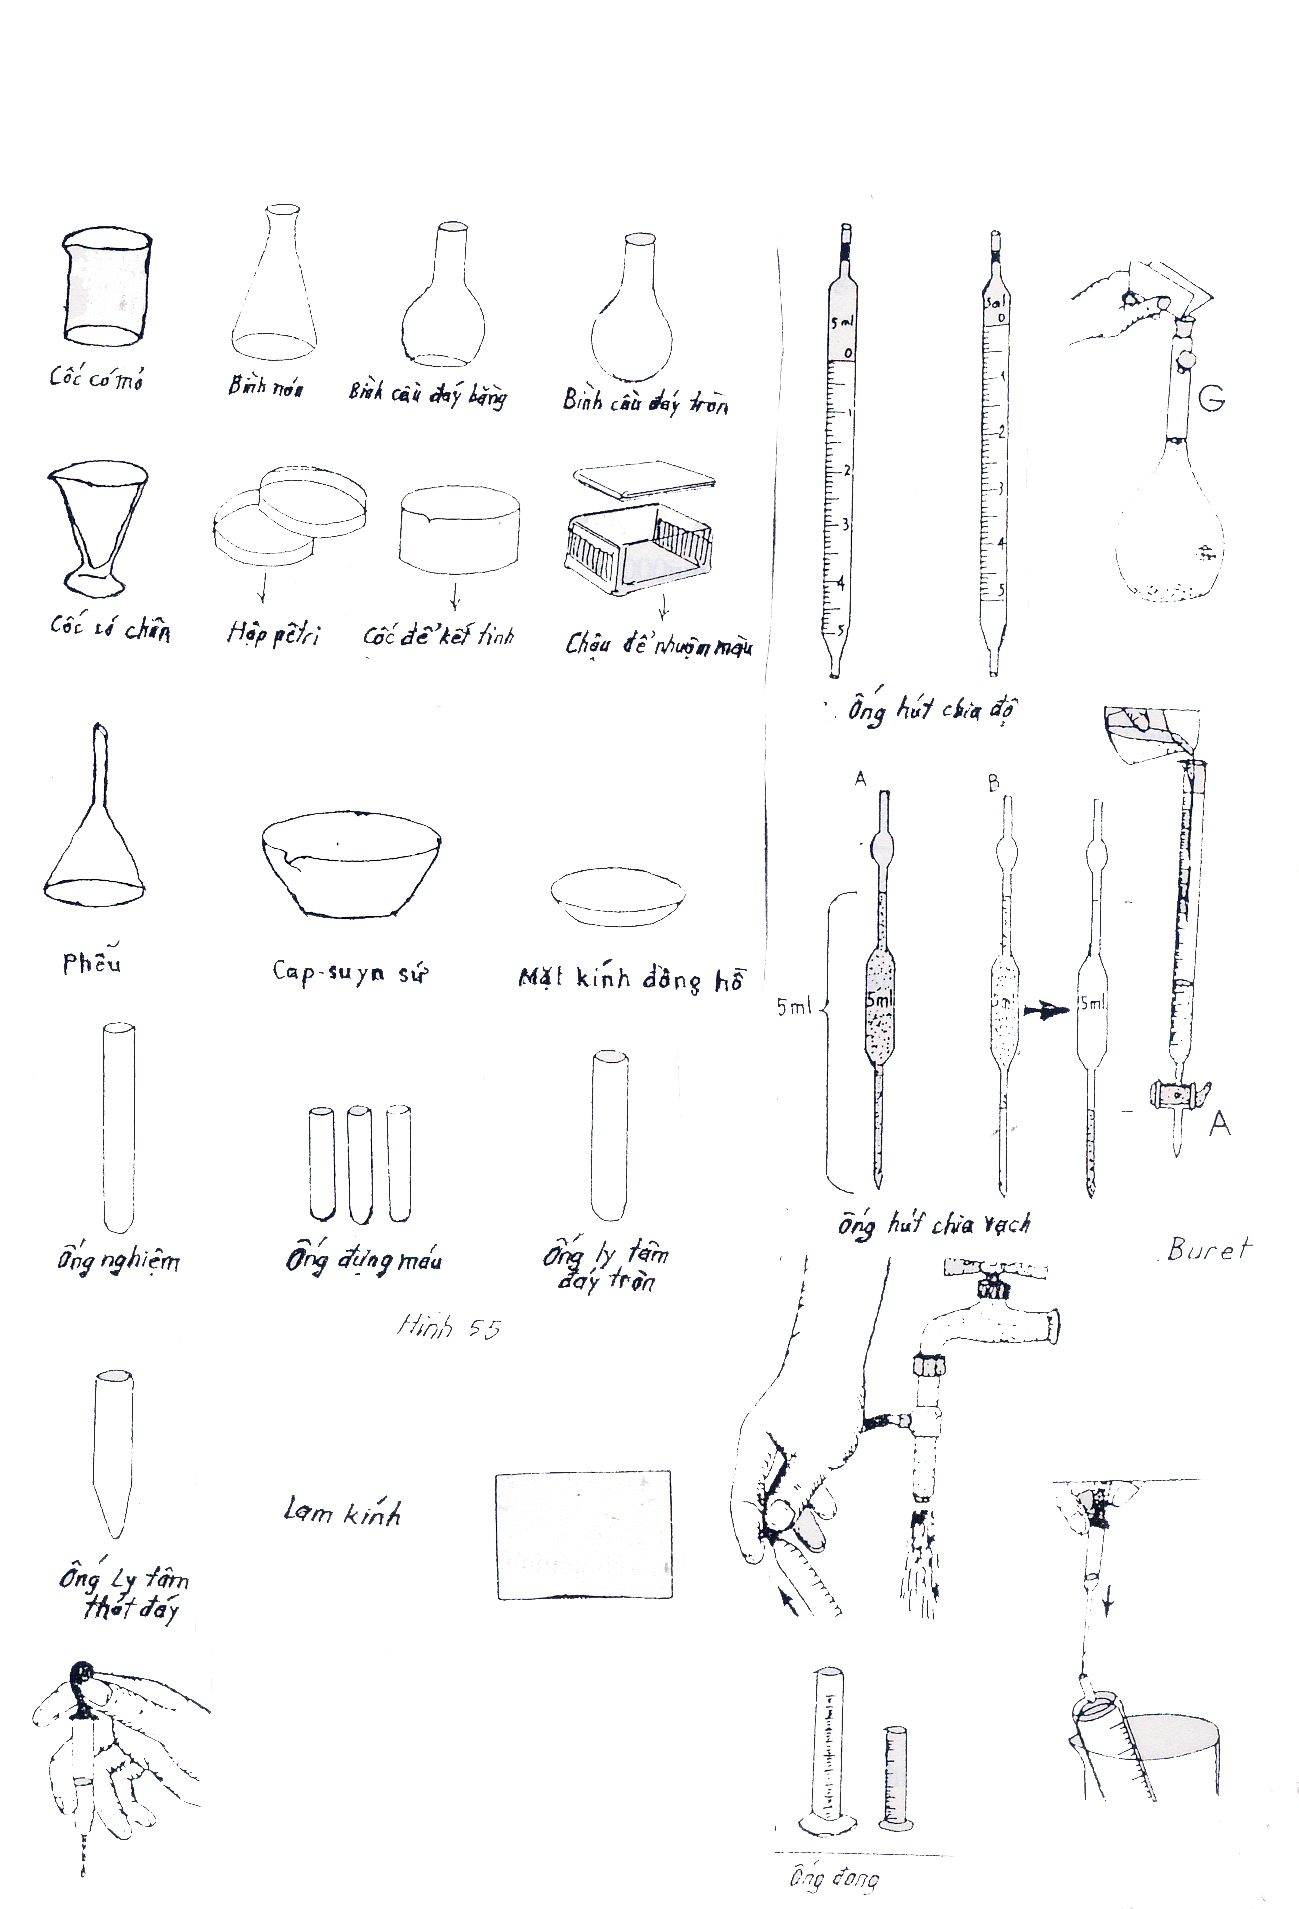 Cốc có mỏ
Bình nón
Bình cầu đáy bằng
Bình cầu đáy tròn
Cốc có chân
Hộp pêtri
Cốc để kết tinh
Chậu để nhuộm màu
Phễu
Cap-suyn sứ
Mặt kính đồng hồ
Ống nghiệm
Ống đựng máu
Ống ly tâm
đáy tròn
Hình 55
Ống Ly tâm
thót đáy
Lam kính
5 ml
0
1
2
3
4
5
5ml
0
1
2
3
4
5
G
Ống hút chia độ
A
B
5ml
5ml
5ml
5ml
A
Ống hút chia vạch
Buret
Ống đong